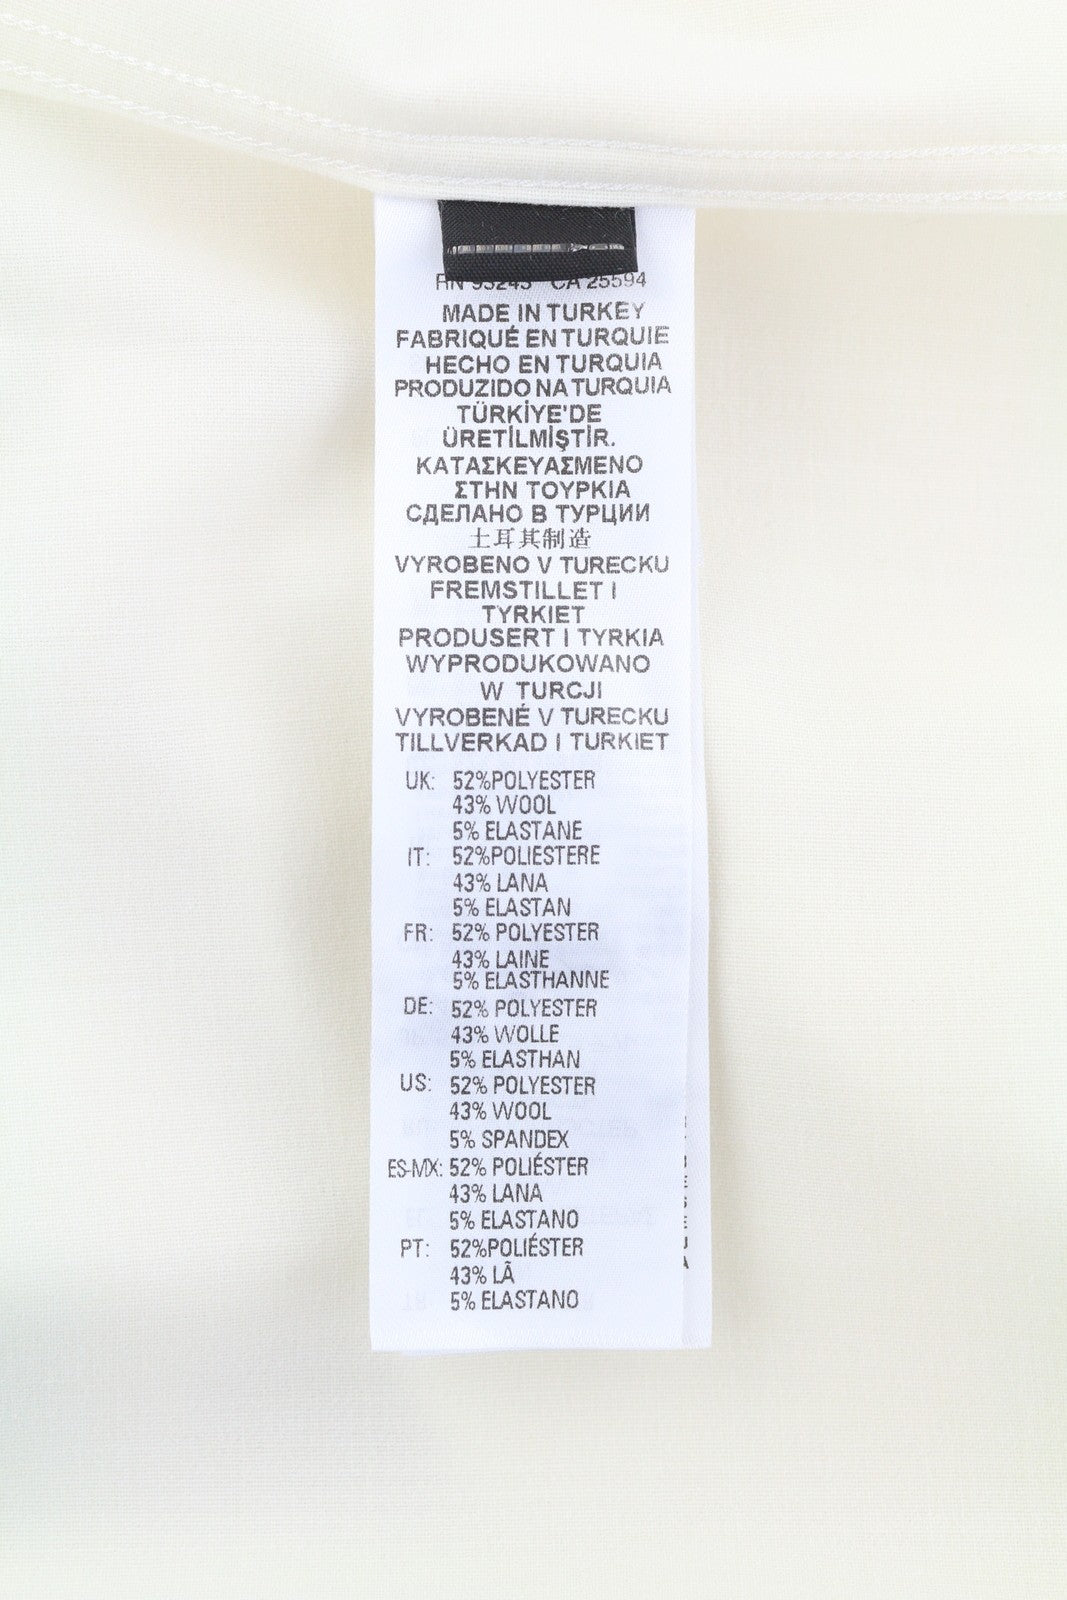 RN 93243 CA 25594
MADE IN TURKEY
FABRIQUÉ EN TURQUIE
HECHO EN TURQUIA
PRODUZIDO NA TURQUIA
TÜRKİYE'DE
ÜRETİLMİŞTİR.
ΚΑΤΑΣΚΕΥΑΣΜΕΝΟ
ΣΤΗΝ ΤΟΥΡΚΙΑ
СДЕЛАНО В ТУРЦИИ
土耳其制造
VYROBENO V TURECKU
FREMSTILLET I
TYRKIET
PRODUSERT I TYRKIA
WYPRODUKOWANO
W TURCJI
VYROBENÉ V TURECKU
TILLVERKAD I TURKIET
UK: 52%POLYESTER
43% WOOL
5% ELASTANE
IT: 52%POLIESTERE
43% LANA
5% ELASTAN
FR: 52% POLYESTER
43% LAINE
5% ELASTHANNE
DE: 52% POLYESTER
43% WOLLE
5% ELASTHAN
US: 52% POLYESTER
43% WOOL
5% SPANDEX
ES-MX: 52% POLIÉSTER
43% LANA
5% ELASTANO
PT: 52%POLIÉSTER
43% LÃ
5% ELASTANO